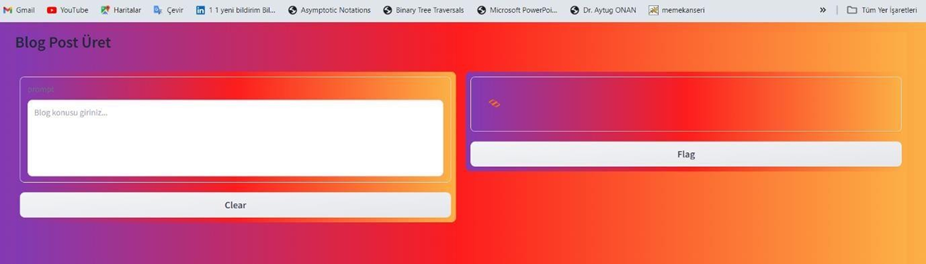 Gmail YouTube Haritalar Çevir 1 1 yeni bildirim Bil... Asymptotic Notations Binary Tree Traversals Microsoft PowerPoi... Dr. Aytug ONAN memekanseri » Tüm Yer İşaretleri
Blog Post Üret
Blog konusu giriniz...
Flag
Clear